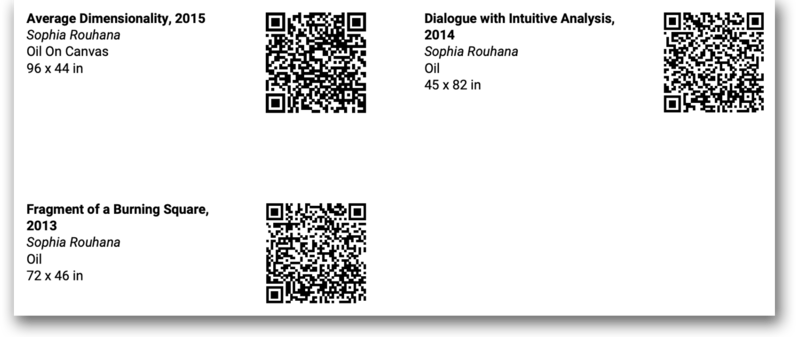 Average Dimensionality, 2015
Sophia Rouhana
Oil On Canvas
96 x 44 in
Dialogue with Intuitive Analysis,
2014
Sophia Rouhana
Oil
45 x 82 in
Fragment of a Burning Square,
2013
Sophia Rouhana
Oil
72 x 46 in